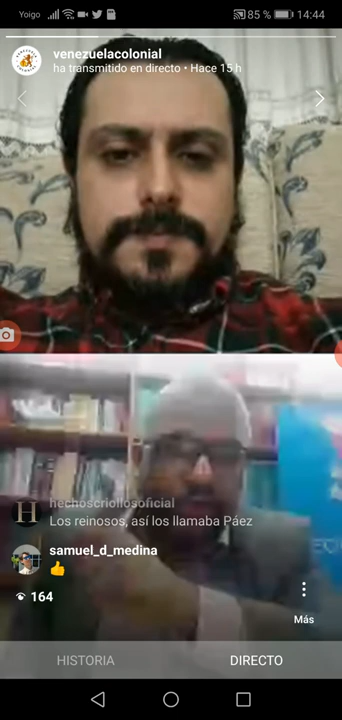 Yoigo
85 %
14:44
venezuelacolonial
ha transmitido en directo • Hace 15 h
hechoscriollosoficial
Los reinosos, así los llamaba Páez
samuel_d_medina
👍
164
Más
HISTORIA
DIRECTO